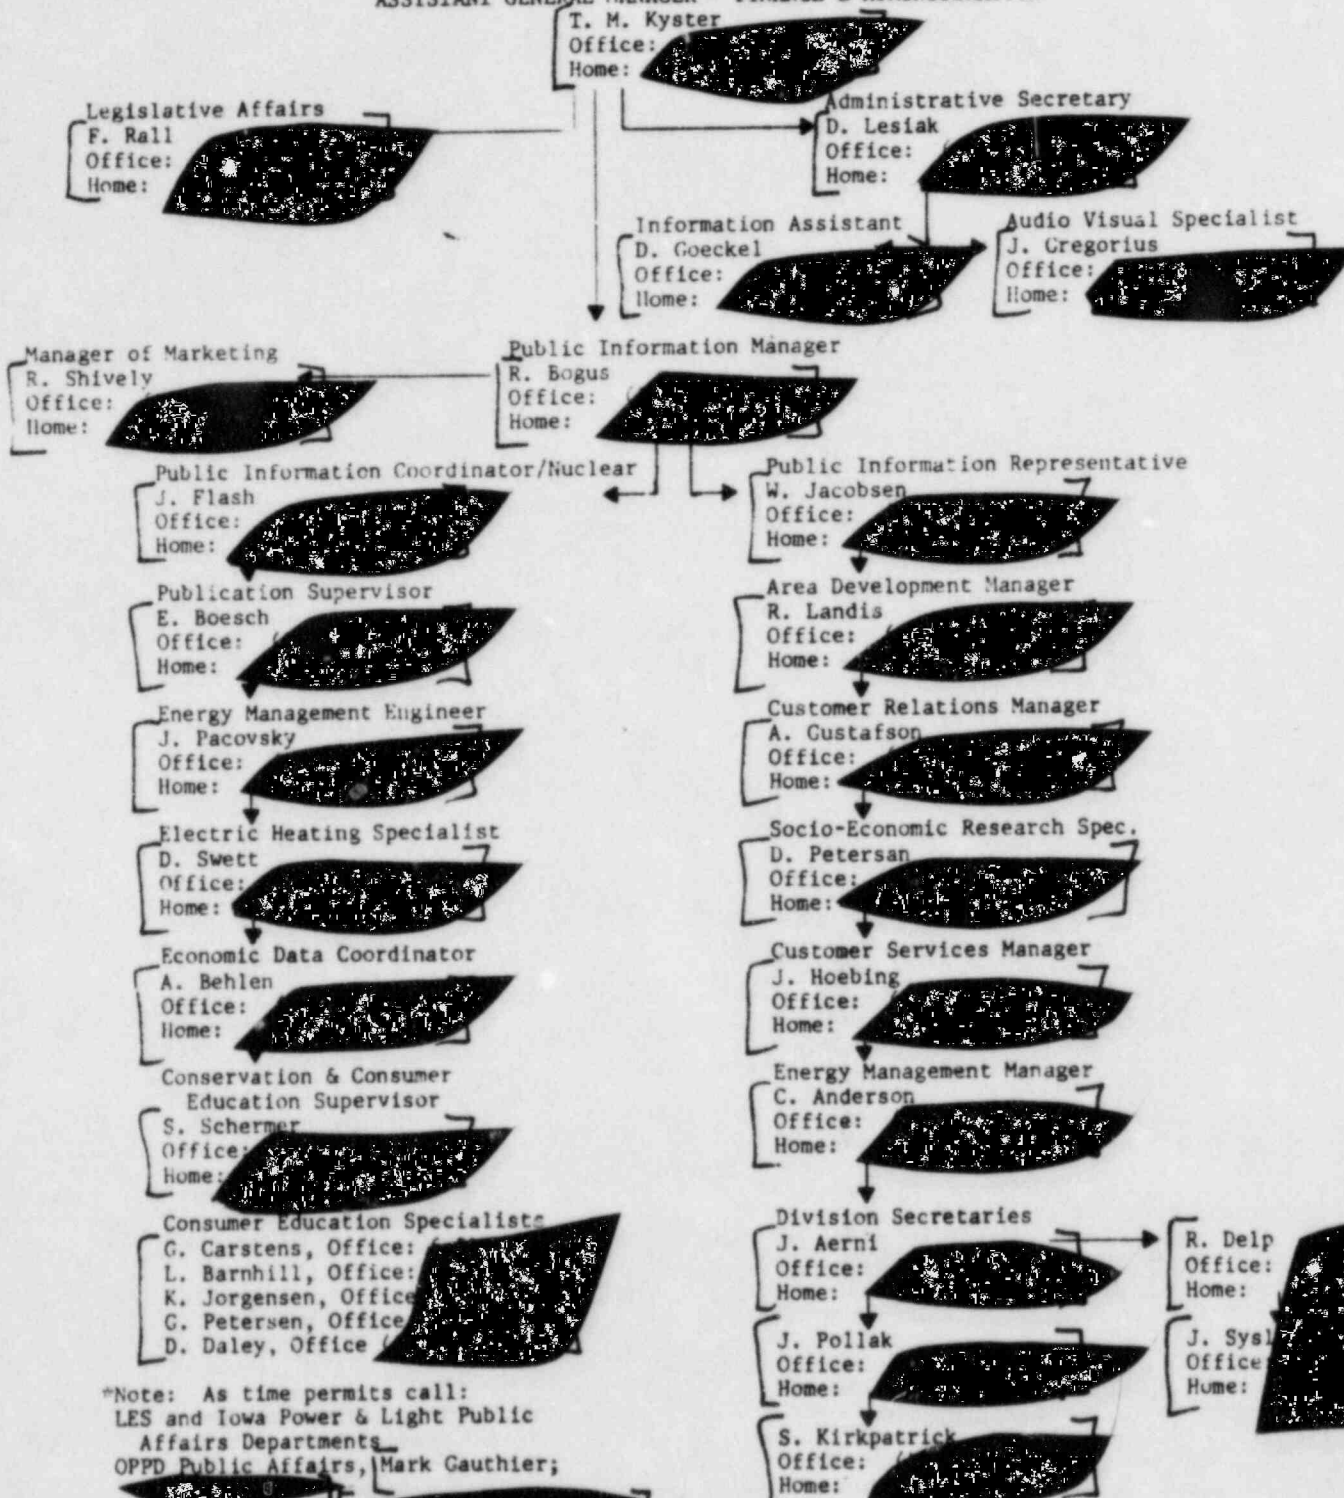 ASSISTANT GENERAL MANAGER
T. M. Kyster
Office:
Home:
Legislative Affairs
F. Rall
Office:
Home:
Administrative Secretary
D. Lesiak
Office:
Home:
Information Assistant
D. Goeckel
Office:
Home:
Audio Visual Specialist
J. Gregorius
Office:
Home:
Manager of Marketing
R. Shively
Office:
Home:
Public Information Manager
R. Bogus
Office:
Home:
Public Information Coordinator/Nuclear
J. Flash
Office:
Home:
Publication Supervisor
E. Boesch
Office:
Home:
Energy Management Engineer
J. Pacovsky
Office:
Home:
Electric Heating Specialist
D. Swett
Office:
Home:
Economic Data Coordinator
A. Behlen
Office:
Home:
Conservation & Consumer
Education Supervisor
S. Schermer
Office:
Home:
Consumer Education Specialists
G. Carstens, Office:
L. Barnhill, Office:
K. Jorgensen, Office
G. Petersen, Office
D. Daley, Office
*Note: As time permits call:
LES and Iowa Power & Light Public
Affairs Departments
OPPD Public Affairs, Mark Gauthier;
Public Information Representative
W. Jacobsen
Office:
Home:
Area Development Manager
R. Landis
Office:
Home:
Customer Relations Manager
A. Gustafson
Office:
Home:
Socio-Economic Research Spec.
D. Petersan
Office:
Home:
Customer Services Manager
J. Hoebing
Office:
Home:
Energy Management Manager
C. Anderson
Office:
Home:
Division Secretaries
J. Aerni
Office:
Home:
R. Delp
Office:
Home:
J. Pollak
Office:
Home:
J. Sysl
Office
Home:
S. Kirkpatrick
Office:
Home: